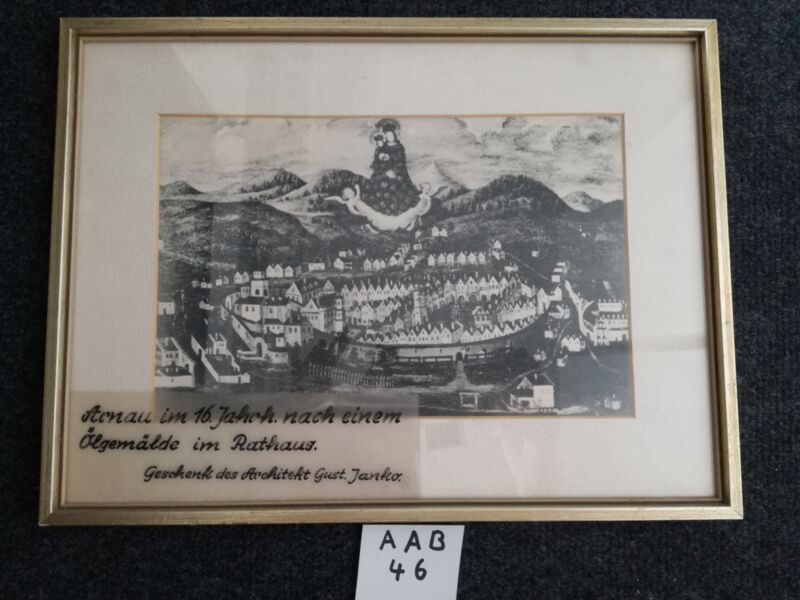 Arnau im 16. Jahrh. nach einem
Ölgemälde im Rathaus.
Geschenk des Architekt Gust. Janko.
AAB
46